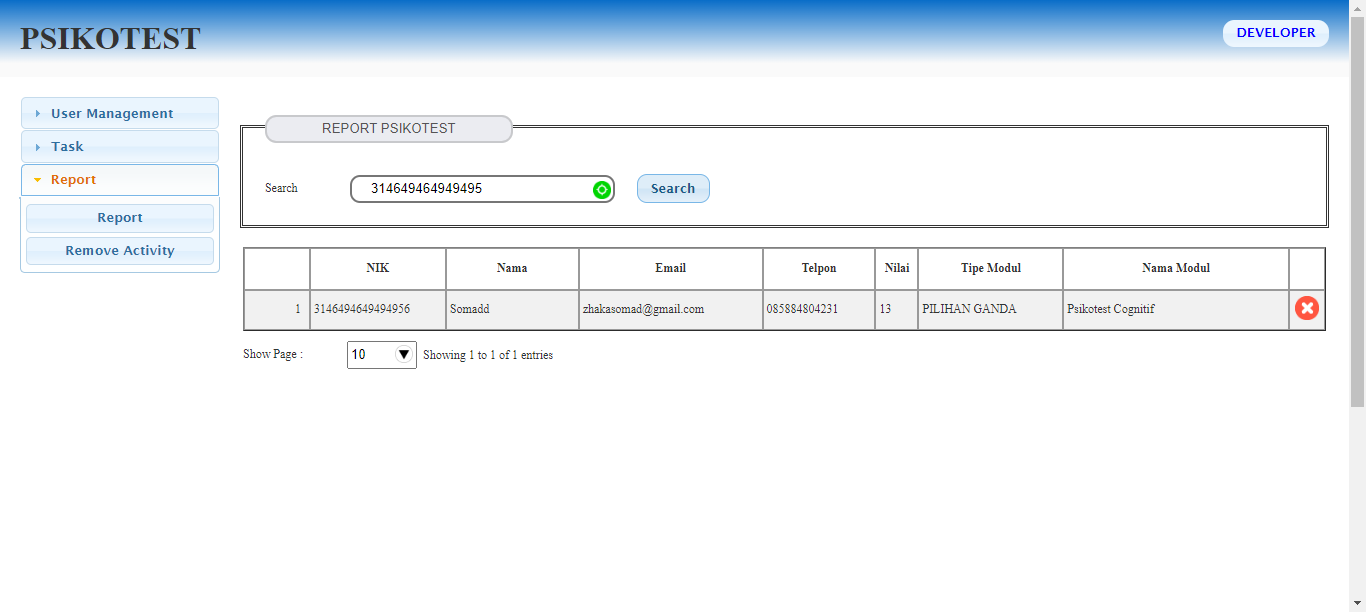 PSIKOTEST
DEVELOPER
User Management
Task
Report
Report
Remove Activity
REPORT PSIKOTEST
Search 314649464949495 Search
NIK Nama Email Telpon Nilai Tipe Modul Nama Modul
1 3146494649494956 Somadd zhakasomad@gmail.com 085884804231 13 PILIHAN GANDA Psikotest Cognitif
Show Page : 10 Showing 1 to 1 of 1 entries